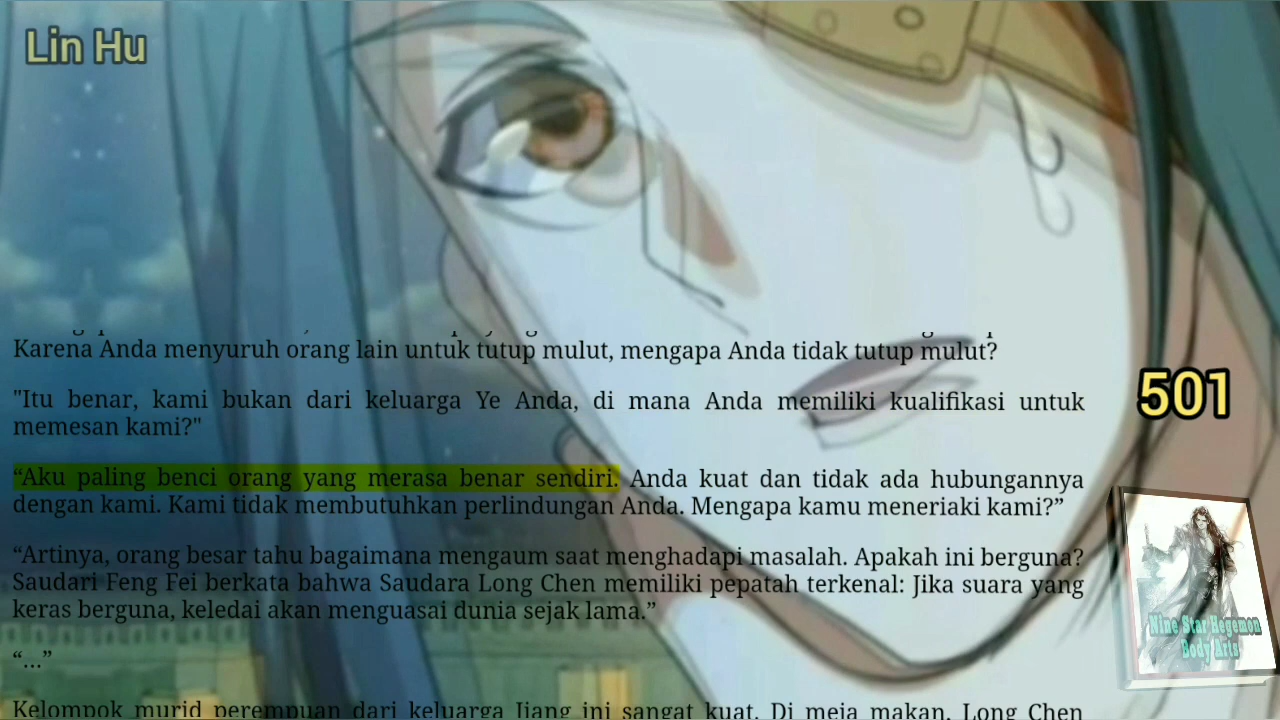 Lin Hu
Karena Anda menyuruh orang lain untuk tutup mulut, mengapa Anda tidak tutup mulut?
"Itu benar, kami bukan dari keluarga Ye Anda, di mana Anda memiliki kualifikasi untuk
memesan kami?"
“Aku paling benci orang yang merasa benar sendiri. Anda kuat dan tidak ada hubungannya
dengan kami. Kami tidak membutuhkan perlindungan Anda. Mengapa kamu meneriaki kami?”
“Artinya, orang besar tahu bagaimana mengaum saat menghadapi masalah. Apakah ini berguna?
Saudari Feng Fei berkata bahwa Saudara Long Chen memiliki pepatah terkenal: Jika suara yang
keras berguna, keledai akan menguasai dunia sejak lama.”
“…”
Kelompok murid perempuan dari keluarga Jiang ini sangat kuat. Di meja makan, Long Chen
501
Nine Star Hegemon
Body Arts